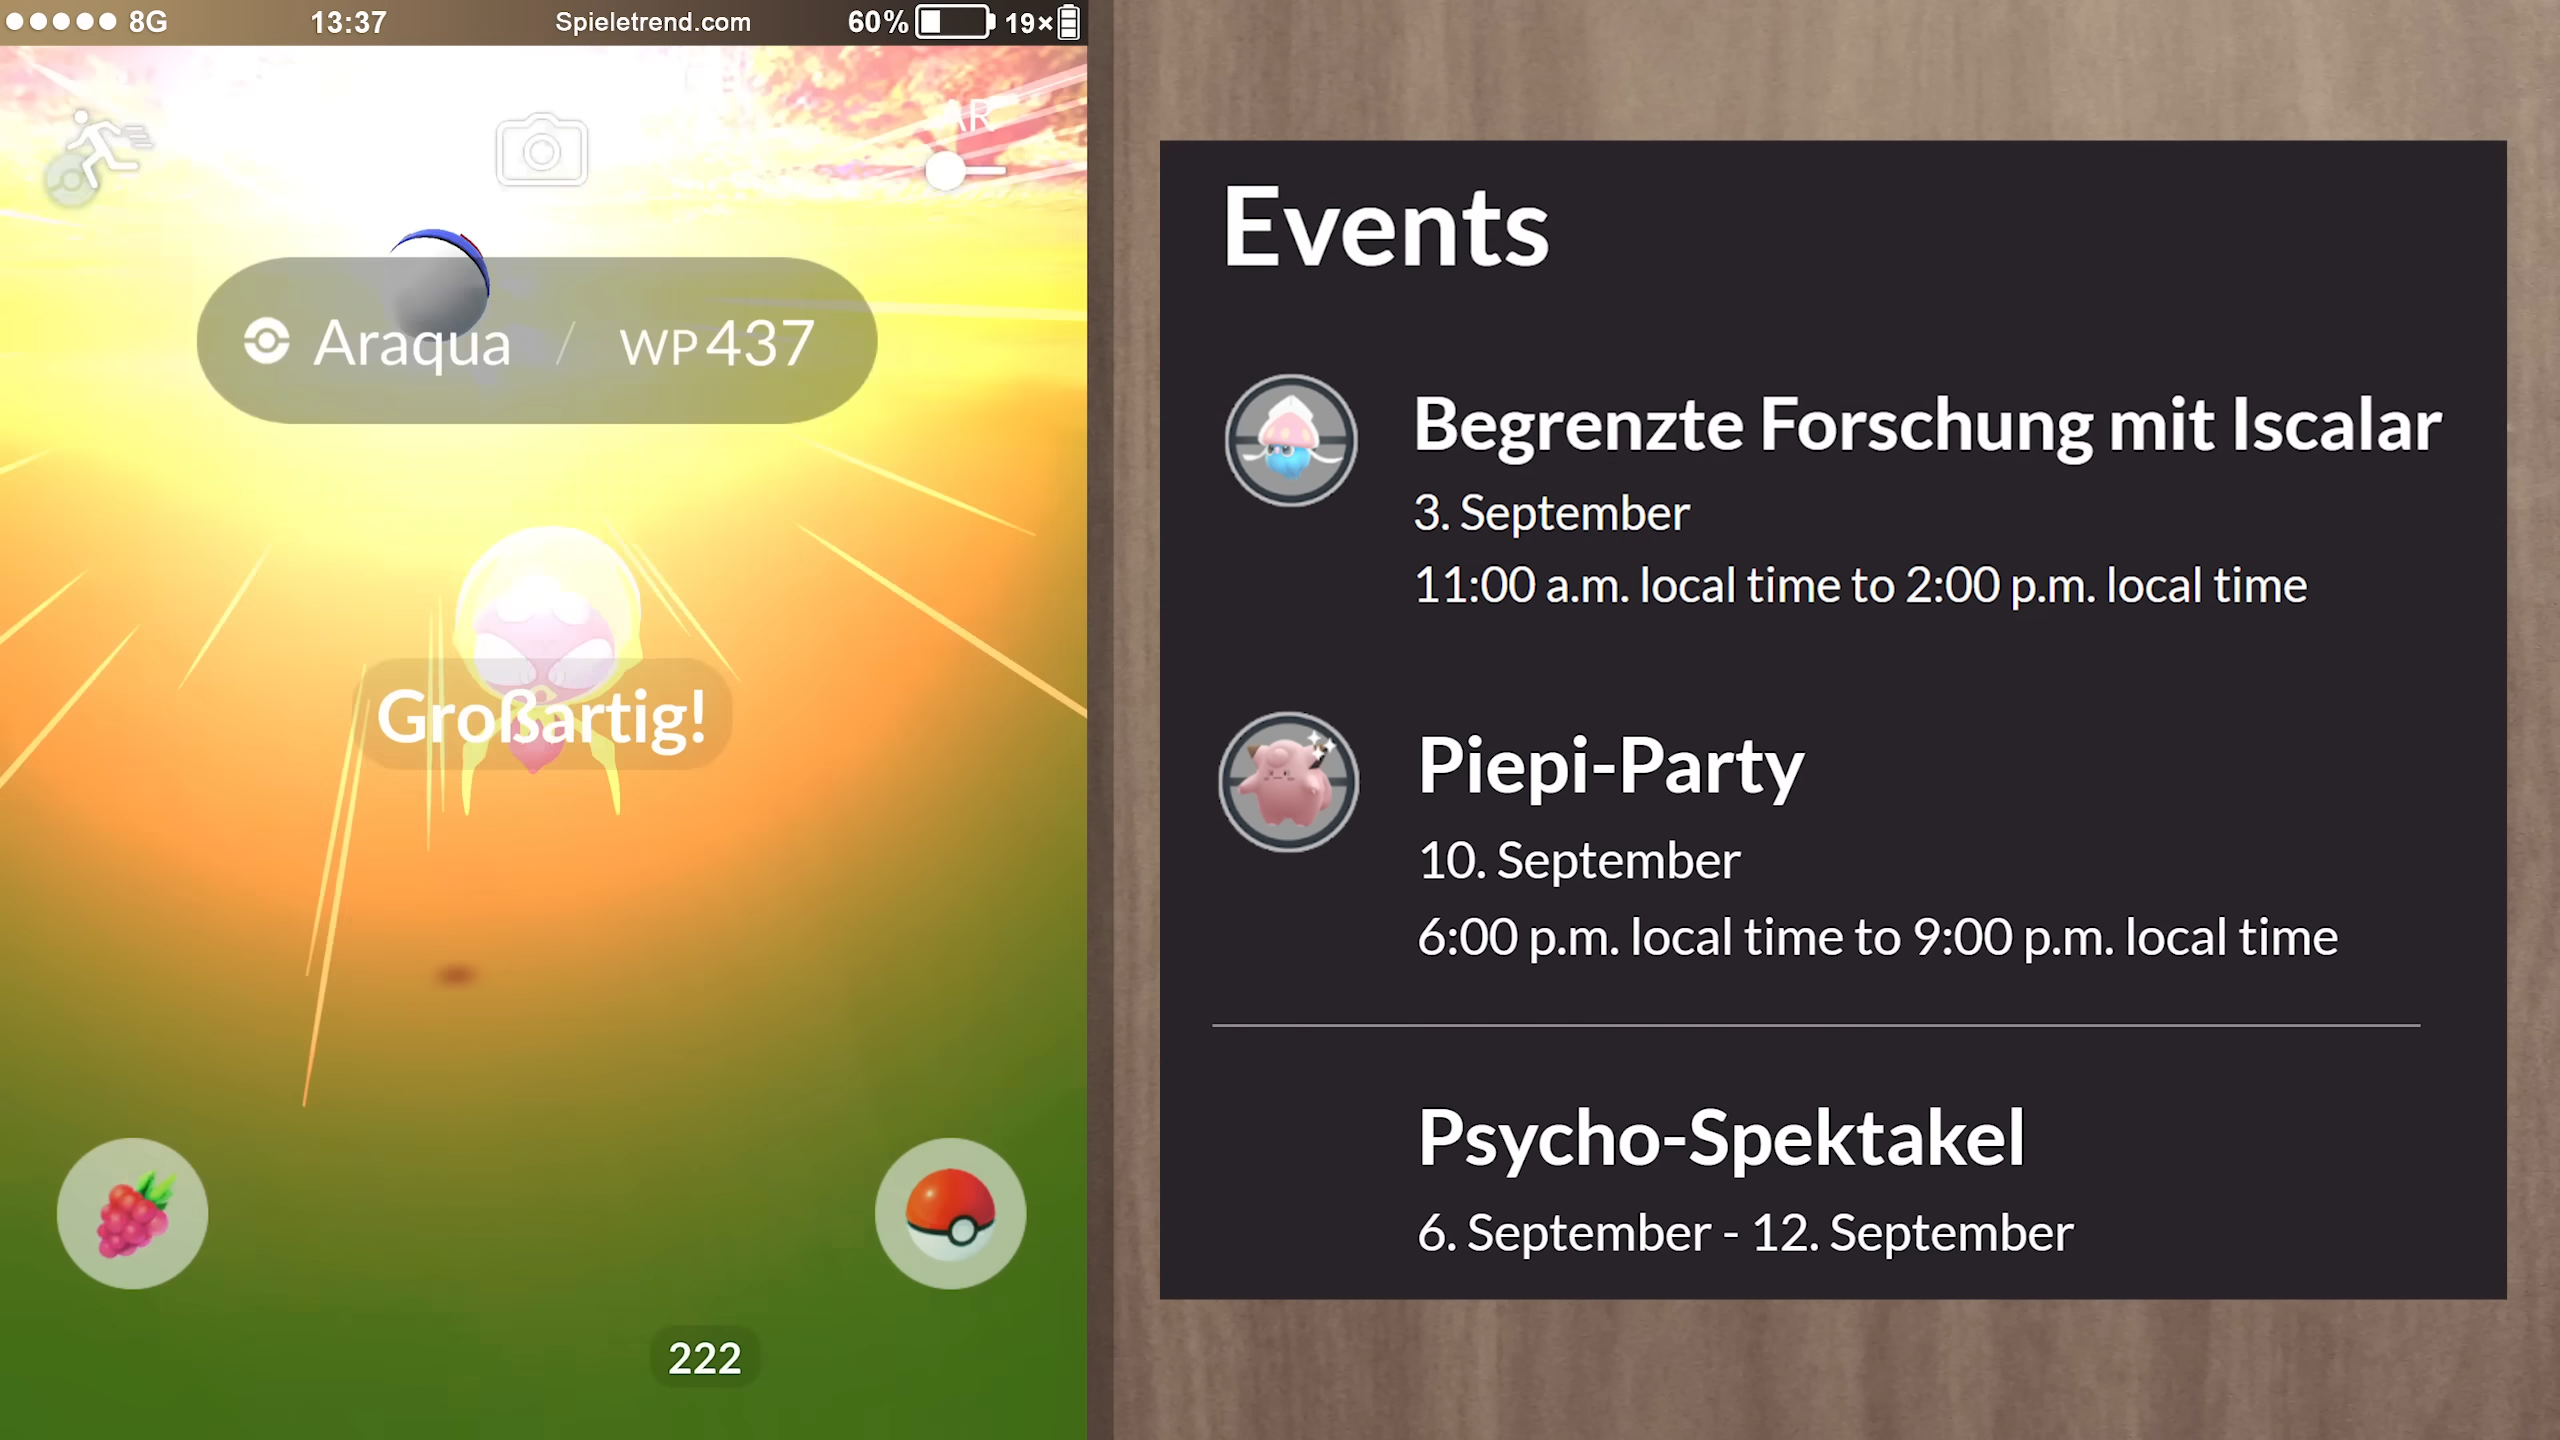 8G 13:37 Spieletrend.com 60% 19×
AR
Araqua / WP437
Großartig!
222
Events
Begrenzte Forschung mit Iscalar
3. September
11:00 a.m. local time to 2:00 p.m. local time
Piepi-Party
10. September
6:00 p.m. local time to 9:00 p.m. local time
Psycho-Spektakel
6. September - 12. September